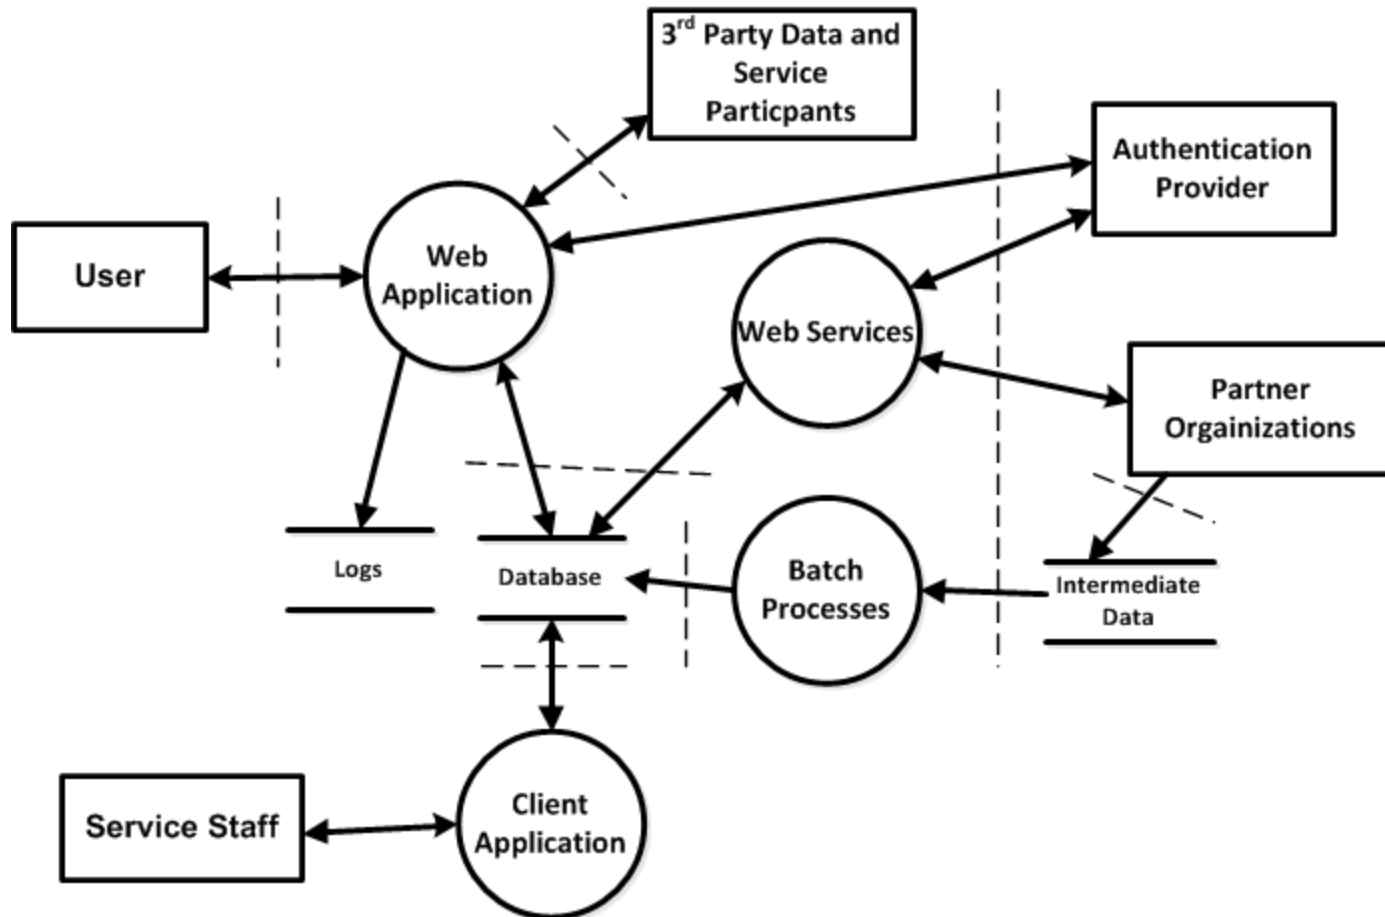 3rd Party Data and
Service
Particpants
Authentication
Provider
User
Web
Application
Web Services
Partner
Orgainizations
Logs
Database
Batch
Processes
Intermediate
Data
Service Staff
Client
Application